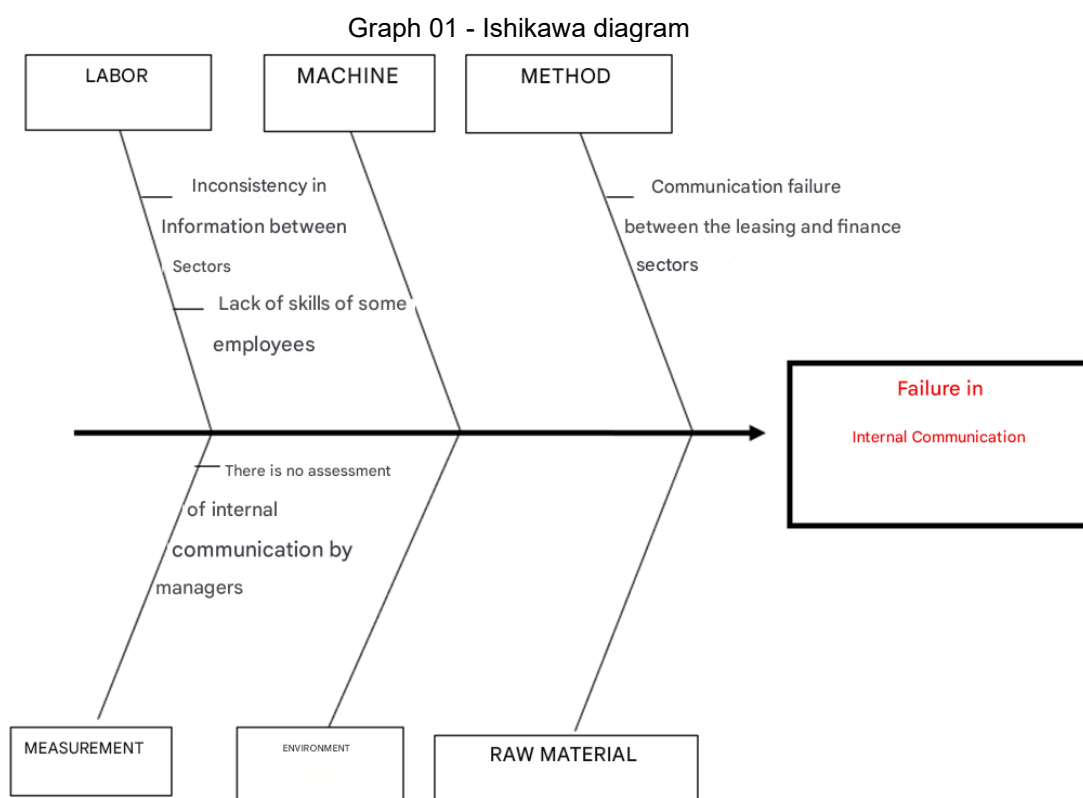 Graph 01 - Ishikawa diagram
LABOR
MACHINE
METHOD
Inconsistency in
Information between
Sectors
Lack of skills of some
employees
Communication failure
between the leasing and finance
sectors
Failure in
Internal Communication
There is no assessment
of internal
communication by
managers
MEASUREMENT
ENVIRONMENT
RAW MATERIAL